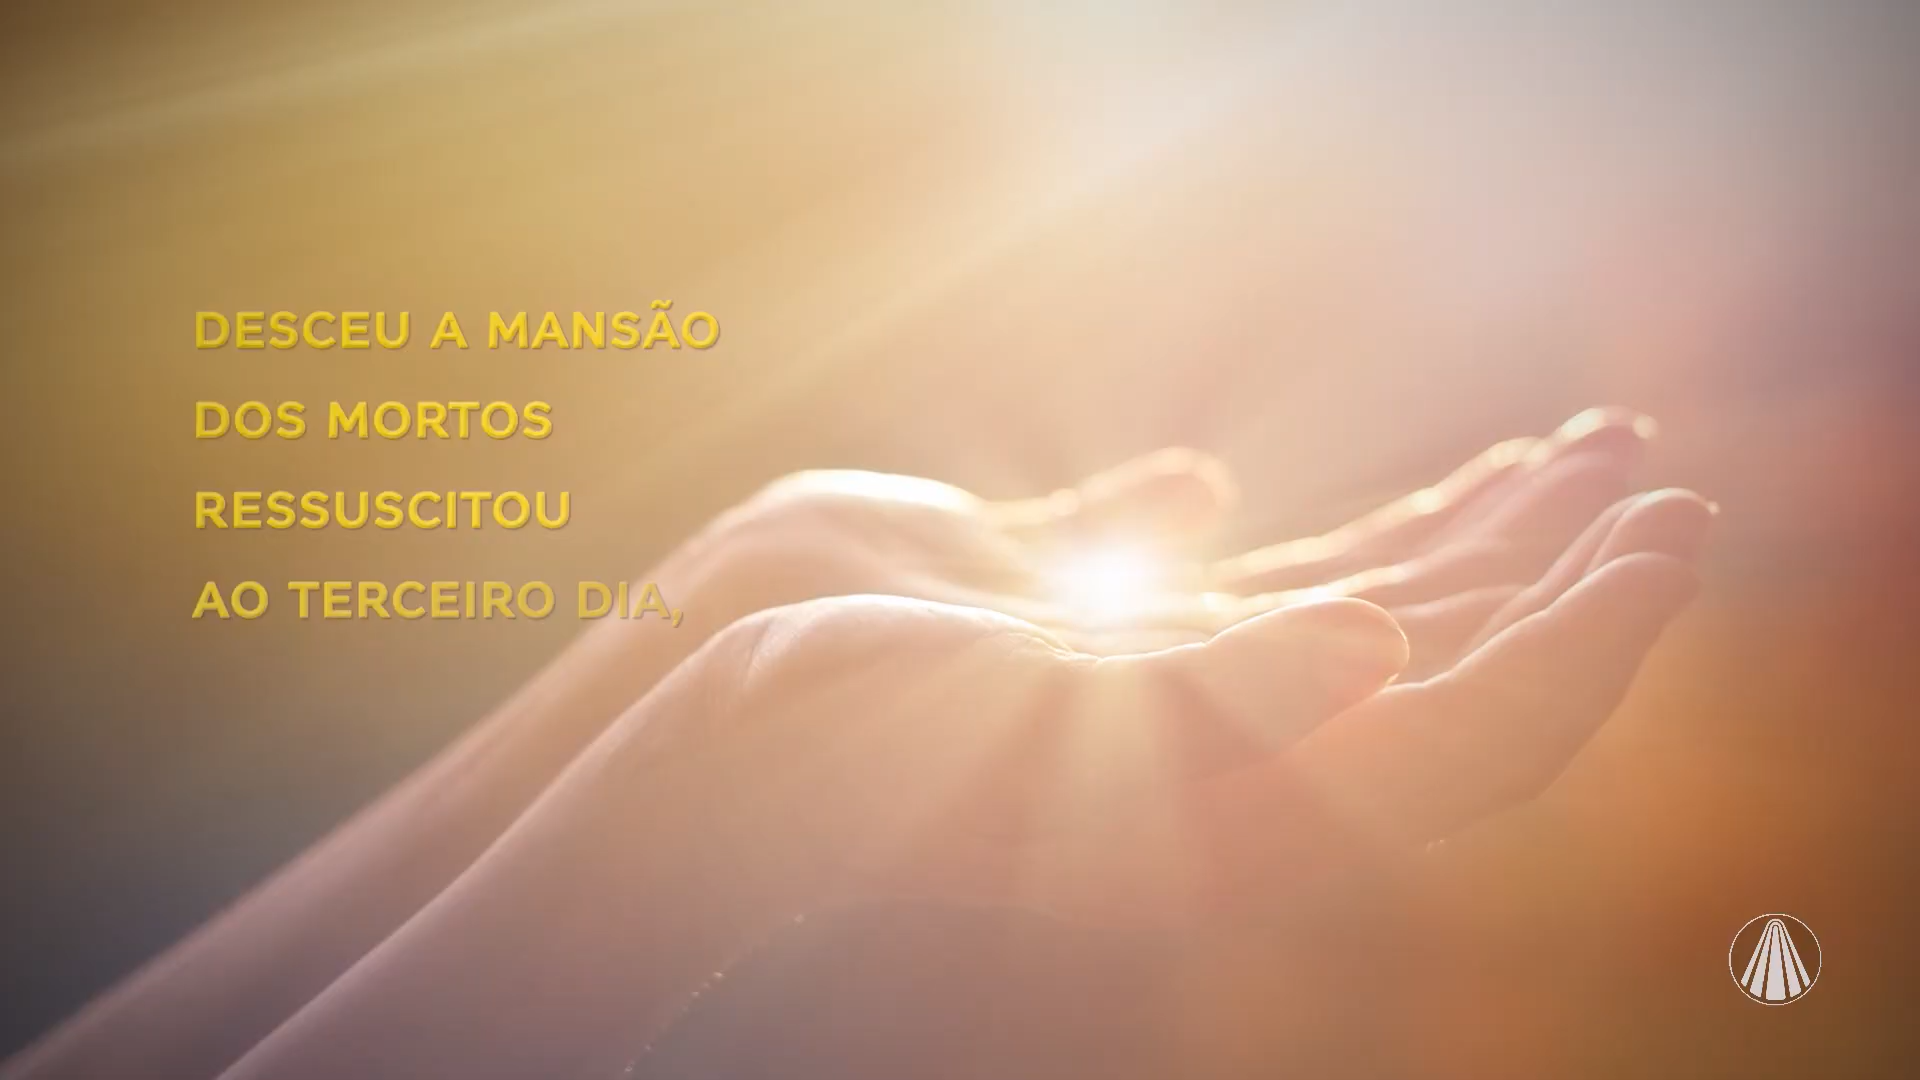 DESCEU A MANSÃO
DOS MORTOS
RESSUSCITOU
AO TERCEIRO DIA,